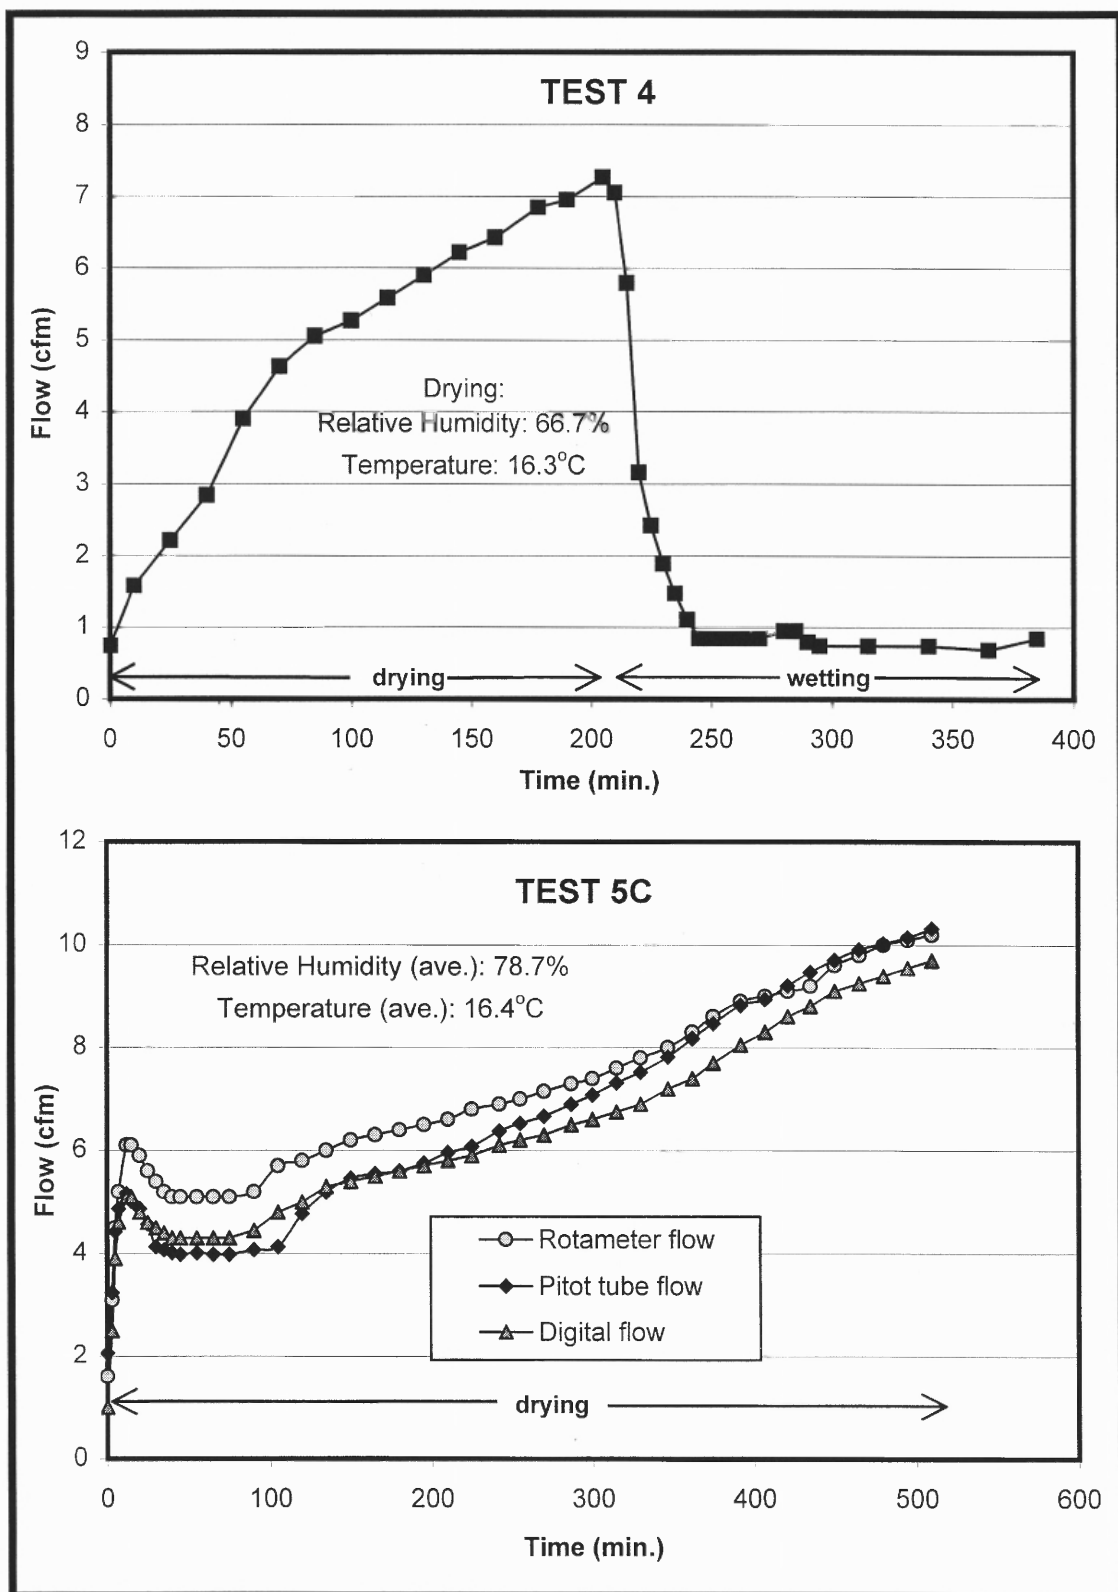 TEST 4
9
8
7
6
5
4
3
2
1
0
Flow (cfm)
Drying:
Relative Humidity: 66.7%
Temperature: 16.3°C
drying
wetting
0 50 100 150 200 250 300 350 400
Time (min.)
TEST 5C
12
10
8
6
4
2
0
Flow (cfm)
Relative Humidity (ave.): 78.7%
Temperature (ave.): 16.4°C
Rotameter flow
Pitot tube flow
Digital flow
drying
0 100 200 300 400 500 600
Time (min.)